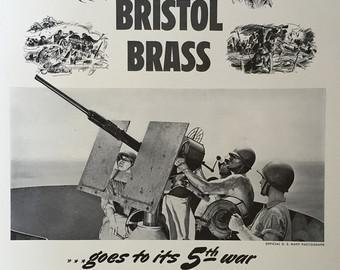 BRISTOL
BRASS
OFFICIAL U. S. NAVY PHOTOGRAPH
...goes to its 5th war